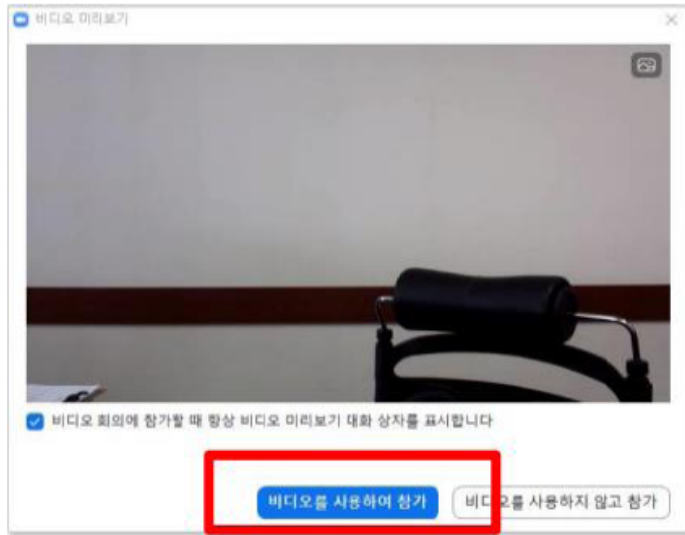 비디오 미리보기
비디오 회의에 참가할 때 항상 비디오 미리보기 대화 상자를 표시합니다
비디오를 사용하여 참가
비디오를 사용하지 않고 참가